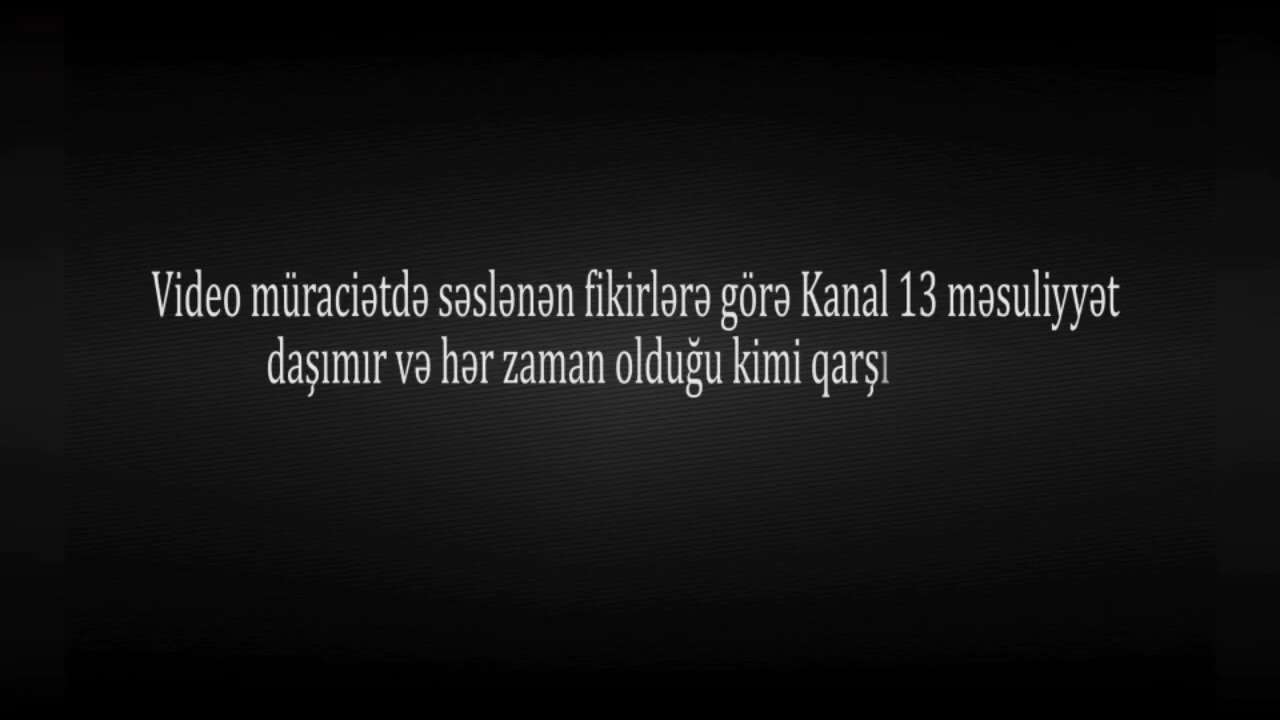 Video müraciətdə səslənən fikirlərə görə Kanal 13 məsuliyyət
daşımır və hər zaman olduğu kimi qarşı